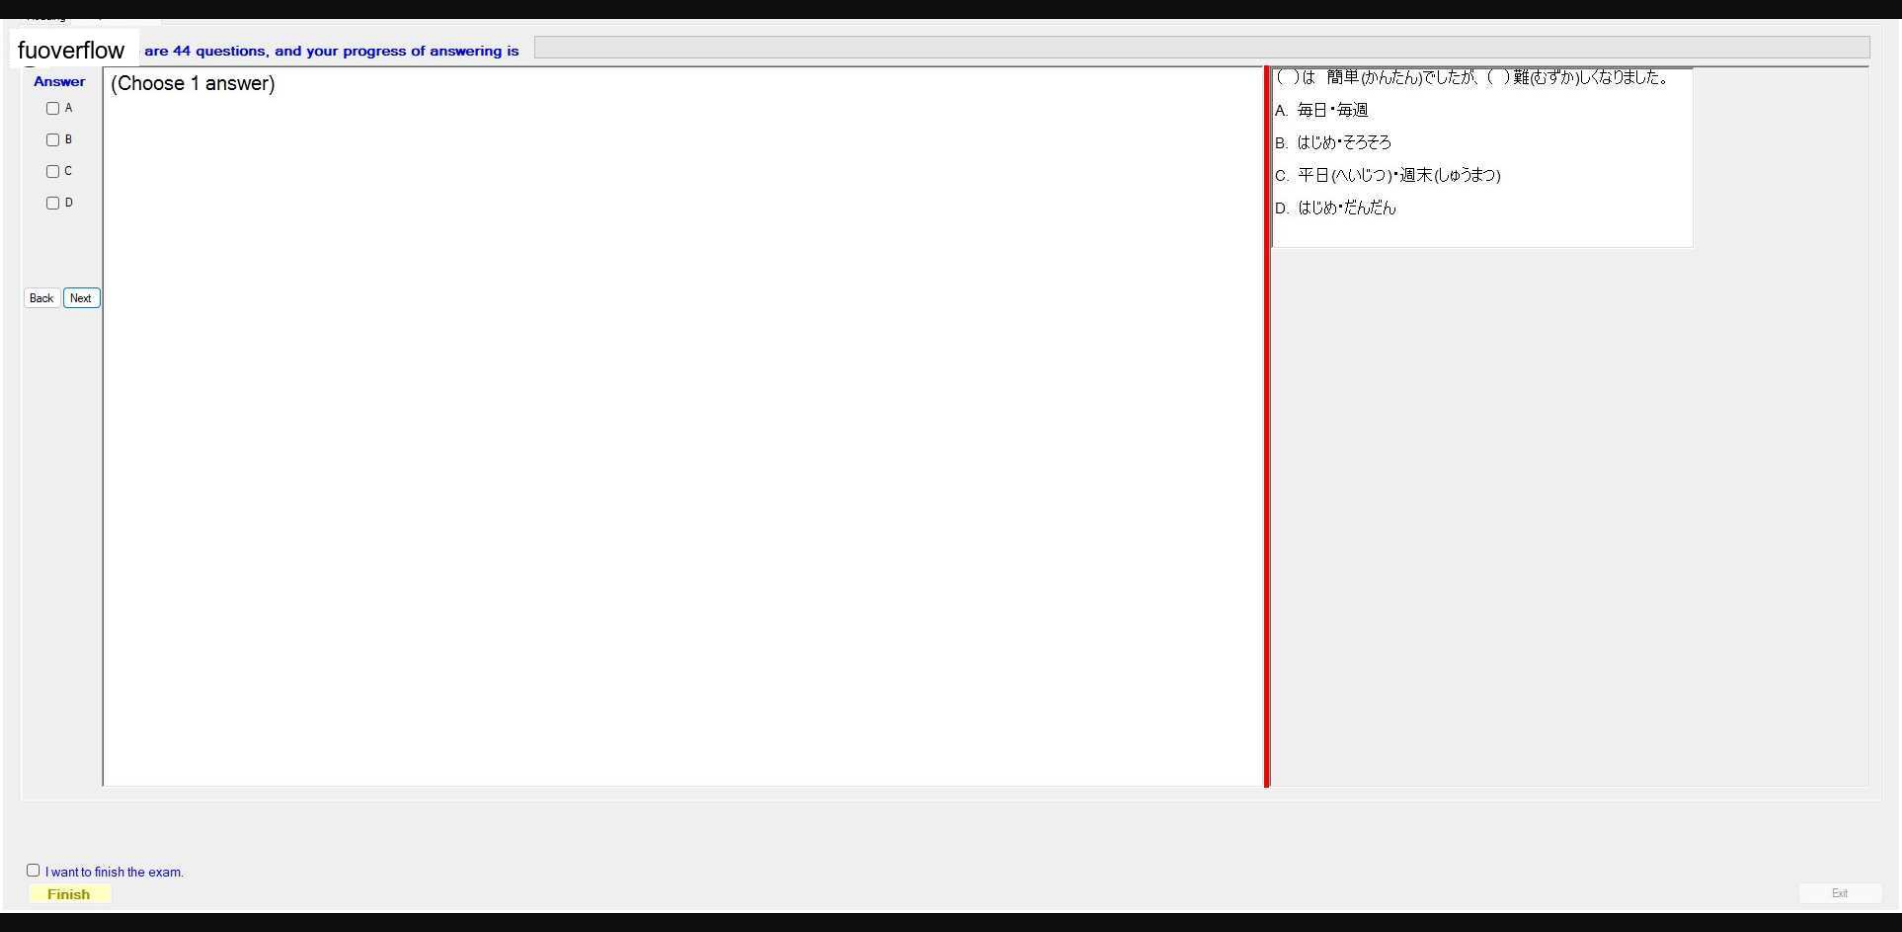 fuoverflow are 44 questions, and your progress of answering is
Answer
(Choose 1 answer)
A
B
C
D
Back Next
( )は 簡単(かんたん)でしたが、( )難(むずか)しくなりました。
A. 毎日・毎週
B. はじめ・そろそろ
C. 平日(へいじつ)・週末(しゅうまつ)
D. はじめ・だんだん
I want to finish the exam.
Finish
Exit